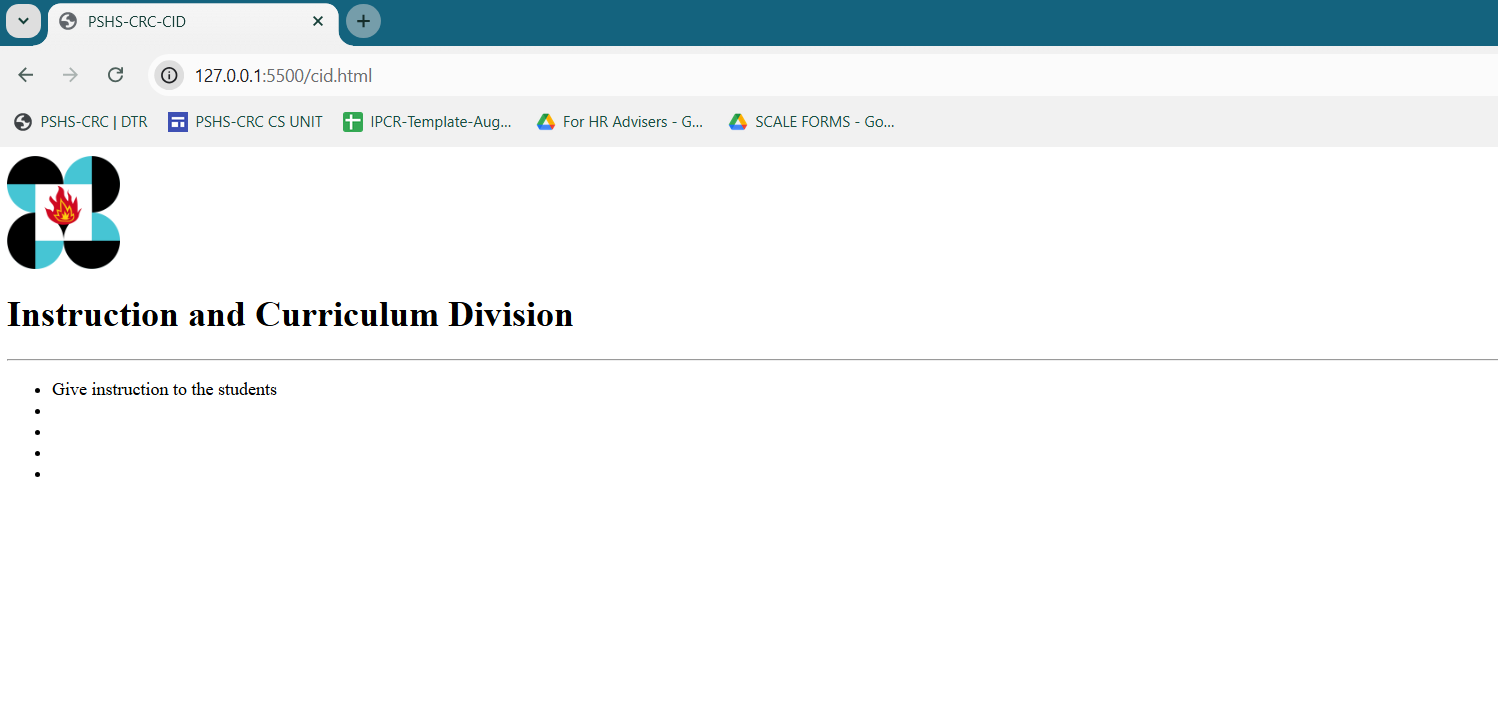 PSHS-CRC-CID
127.0.0.1:5500/cid.html
PSHS-CRC | DTR PSHS-CRC CS UNIT IPCR-Template-Aug... For HR Advisers - G... SCALE FORMS - Go...
Instruction and Curriculum Division
Give instruction to the students